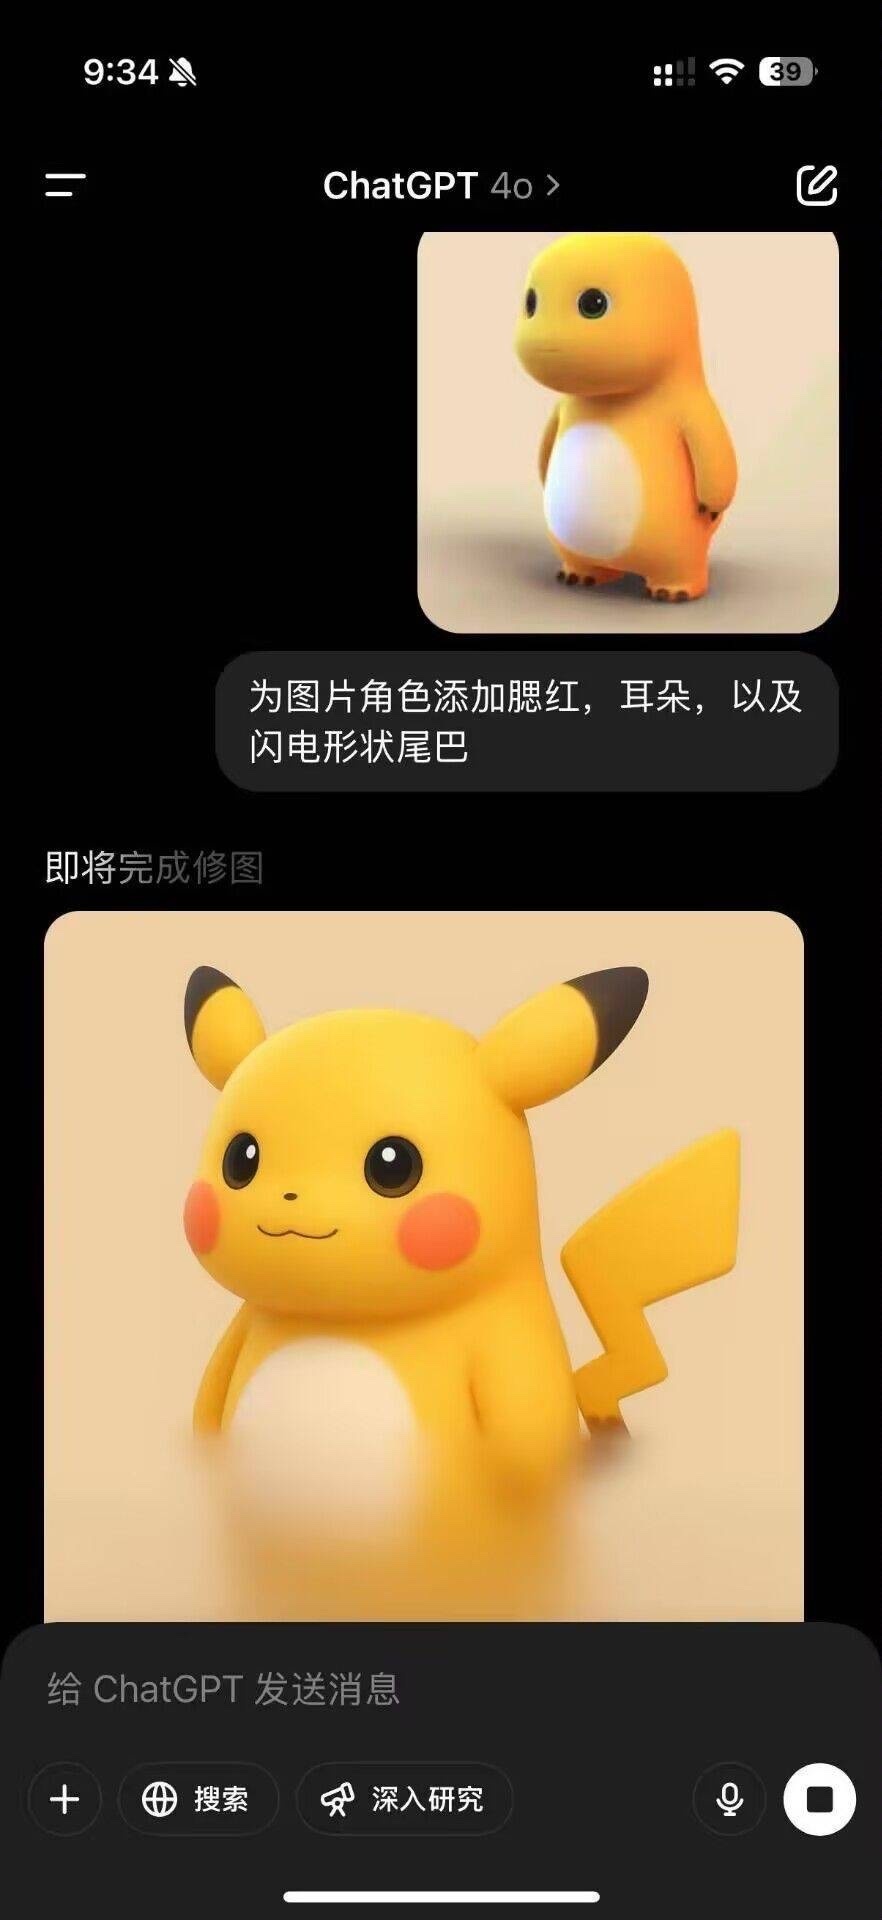 9:34
39
ChatGPT 4o >
为图片角色添加腮红，耳朵，以及
闪电形状尾巴
即将完成修图
给 ChatGPT 发送消息
搜索
深入研究